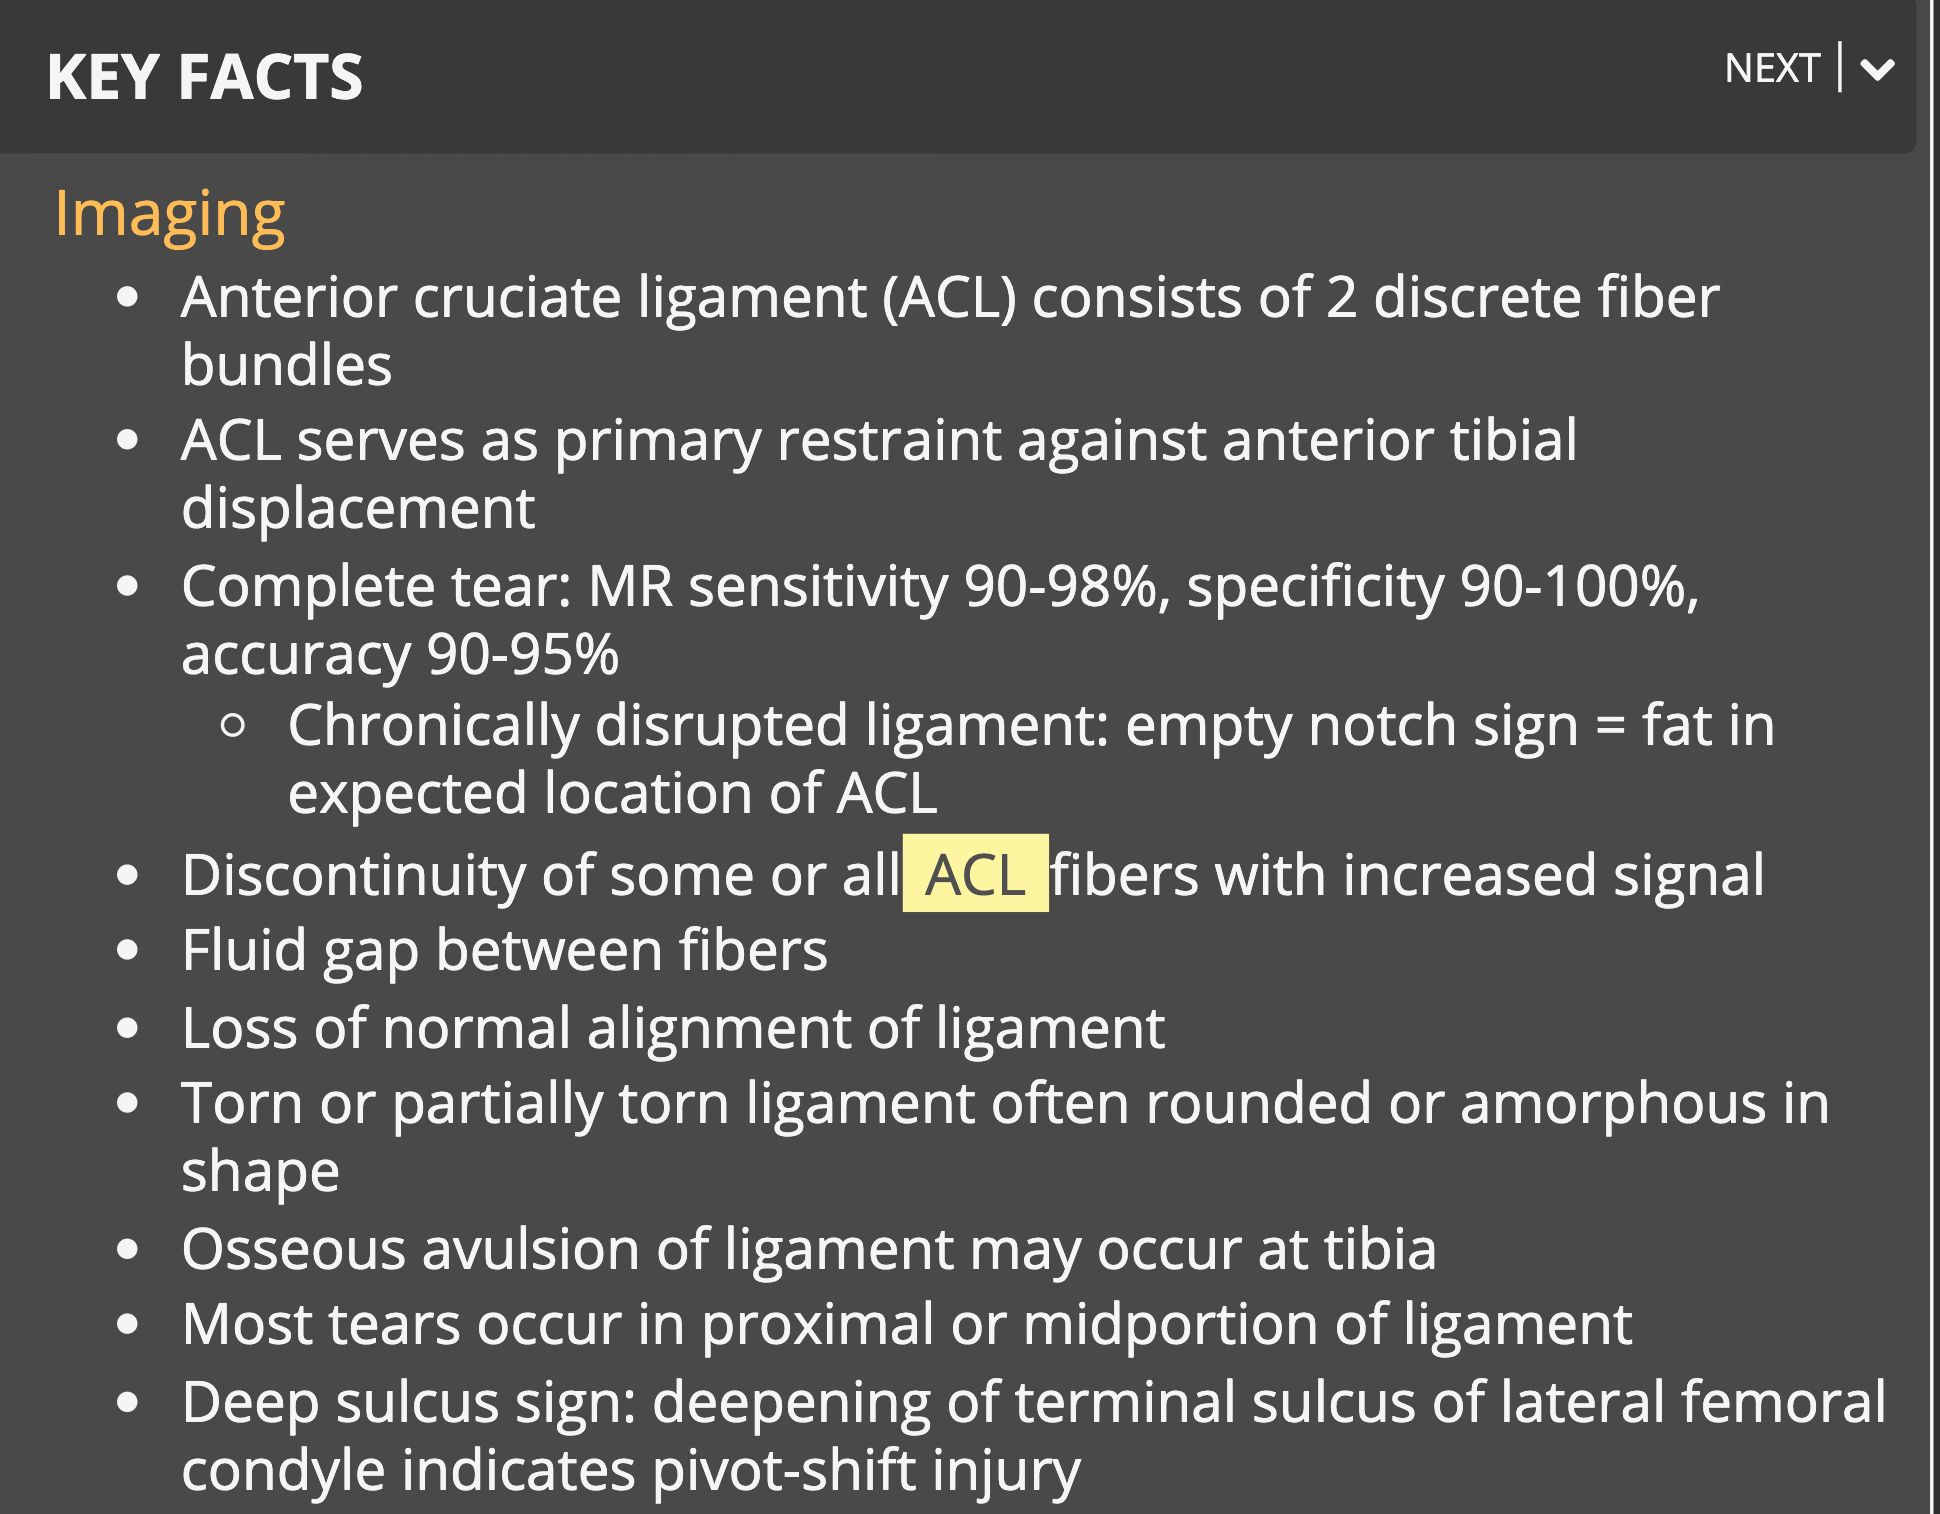 KEY FACTS
NEXT
Imaging
• Anterior cruciate ligament (ACL) consists of 2 discrete fiber
bundles
• ACL serves as primary restraint against anterior tibial
displacement
• Complete tear: MR sensitivity 90-98%, specificity 90-100%,
accuracy 90-95%
○ Chronically disrupted ligament: empty notch sign = fat in
expected location of ACL
• Discontinuity of some or all ACL fibers with increased signal
• Fluid gap between fibers
• Loss of normal alignment of ligament
• Torn or partially torn ligament often rounded or amorphous in
shape
• Osseous avulsion of ligament may occur at tibia
• Most tears occur in proximal or midportion of ligament
• Deep sulcus sign: deepening of terminal sulcus of lateral femoral
condyle indicates pivot-shift injury